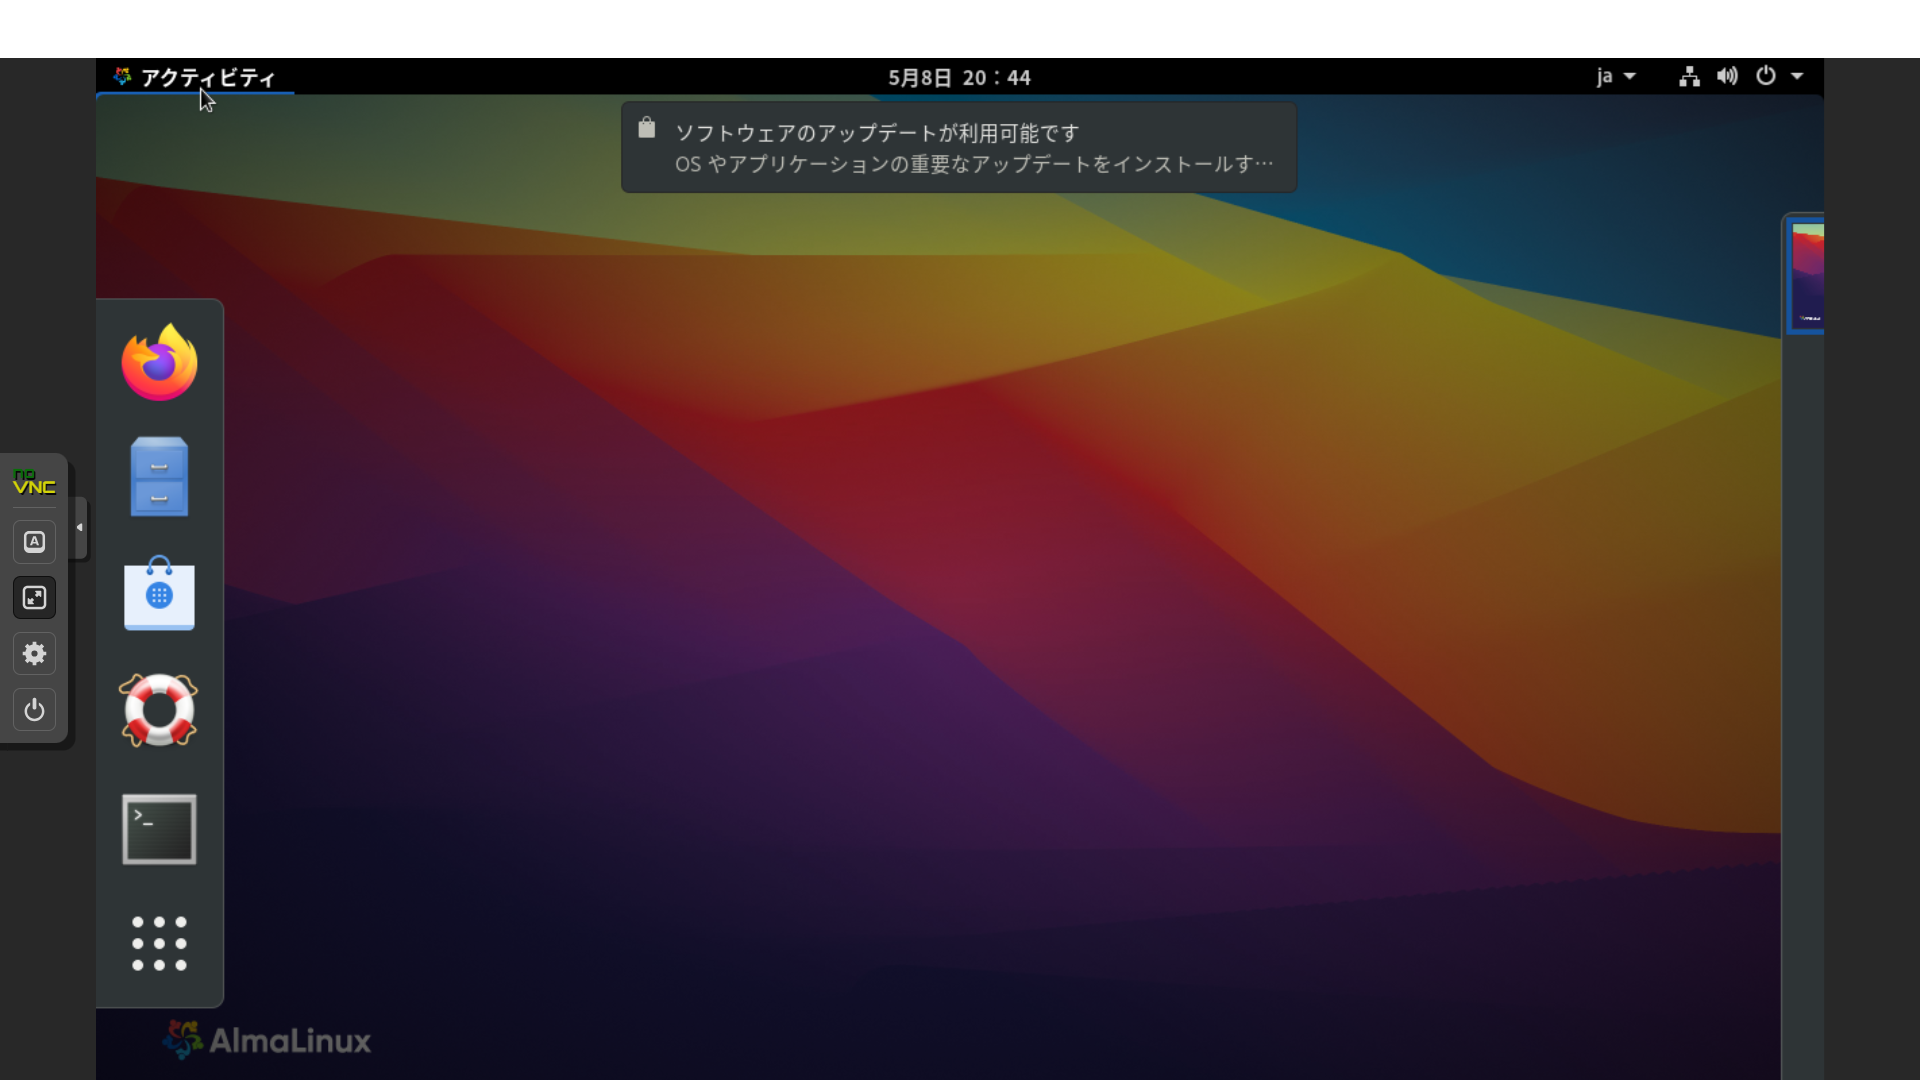 アクティビティ
5月8日 20：44
ja
ソフトウェアのアップデートが利用可能です
OS やアプリケーションの重要なアップデートをインストールす…
no
VNC
A
>_
AlmaLinux